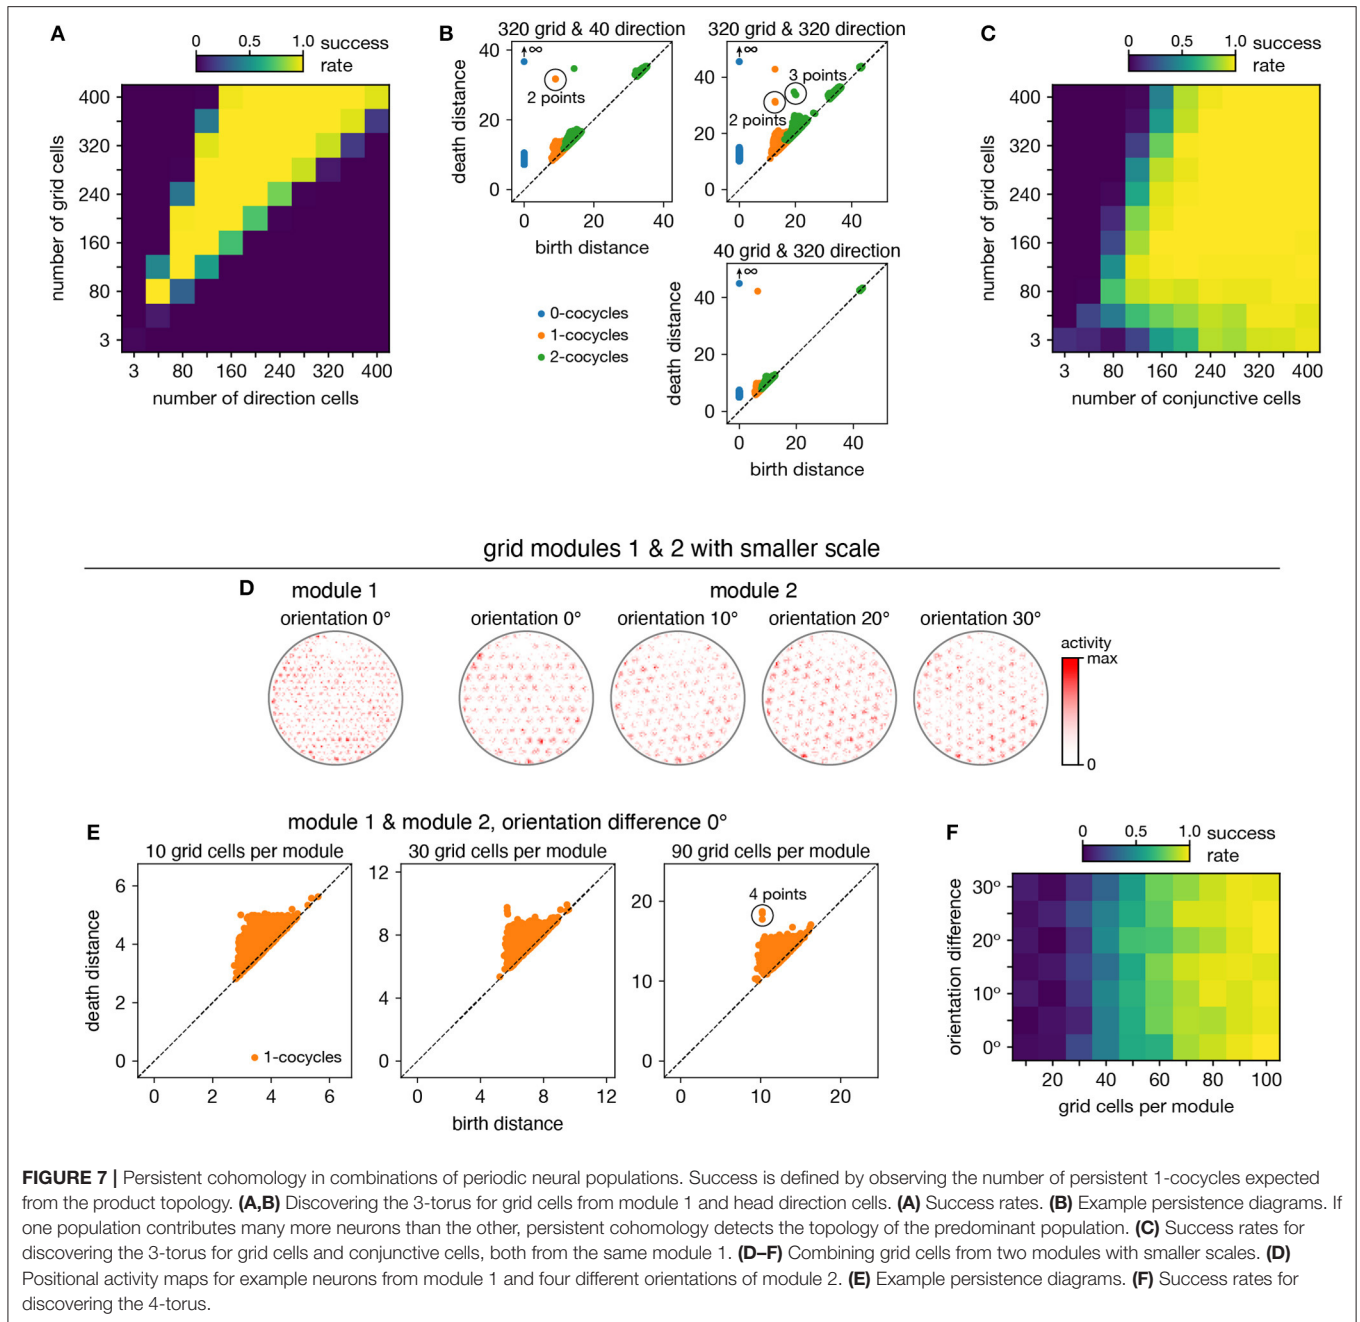 A
0 0.5 1.0 success
rate
400
320
240
160
80
3
number of grid cells
3 80 160 240 320 400
number of direction cells
B
320 grid & 40 direction
↑ ∞
2 points
40
20
0
death distance
0 20 40
birth distance
320 grid & 320 direction
↑ ∞
3 points
2 points
40
20
0
0 20 40
40 grid & 320 direction
↑ ∞
40
20
0
death distance
0 20 40
birth distance
0-cocycles
1-cocycles
2-cocycles
C
0 0.5 1.0 success
rate
400
320
240
160
80
3
number of grid cells
3 80 160 240 320 400
number of conjunctive cells
grid modules 1 & 2 with smaller scale
D
module 1
module 2
orientation 0°
orientation 0°
orientation 10°
orientation 20°
orientation 30°
activity
max
0
E
module 1 & module 2, orientation difference 0°
10 grid cells per module
6
4
2
0
death distance
1-cocycles
0 2 4 6
30 grid cells per module
12
9
6
3
0
0 3 6 9 12
birth distance
90 grid cells per module
4 points
20
10
0
0 10 20
F
0 0.5 1.0 success
rate
30°
20°
10°
0°
orientation difference
20 40 60 80 100
grid cells per module
FIGURE 7 | Persistent cohomology in combinations of periodic neural populations. Success is defined by observing the number of persistent 1-cocycles expected
from the product topology. (A,B) Discovering the 3-torus for grid cells from module 1 and head direction cells. (A) Success rates. (B) Example persistence diagrams. If
one population contributes many more neurons than the other, persistent cohomology detects the topology of the predominant population. (C) Success rates for
discovering the 3-torus for grid cells and conjunctive cells, both from the same module 1. (D–F) Combining grid cells from two modules with smaller scales. (D)
Positional activity maps for example neurons from module 1 and four different orientations of module 2. (E) Example persistence diagrams. (F) Success rates for
discovering the 4-torus.